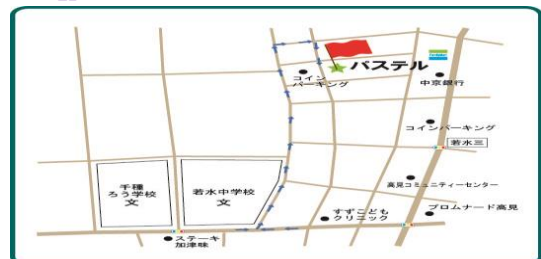 パステル
コイン
パーキング
中京銀行
コインパーキング
若水三
千種
ろう学校
文
若水中学校
文
高見コミュニティーセンター
すずこども
クリニック
プロムナード高見
ステーキ
加津味